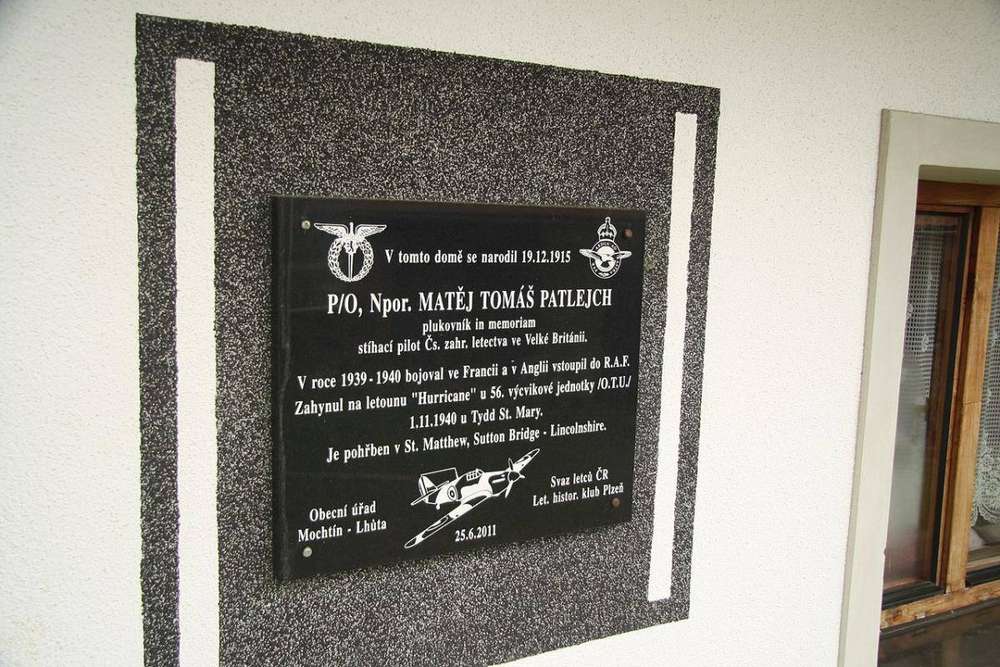 V tomto domě se narodil 19.12.1915
P/O, Npor. MATĚJ TOMÁŠ PATLEJCH
plukovník in memoriam
stíhací pilot Čs. zahr. letectva ve Velké Británii.
V roce 1939 - 1940 bojoval ve Francii a v Anglii vstoupil do R.A.F.
Zahynul na letounu "Hurricane" u 56. výcvikové jednotky /O.T.U./
1.11.1940 u Tydd St. Mary.
Je pohřben v St. Matthew, Sutton Bridge - Lincolnshire.
Obecní úřad
Mochtín - Lhůta
25.6.2011
Svaz letců ČR
Let. histor. klub Plzeň